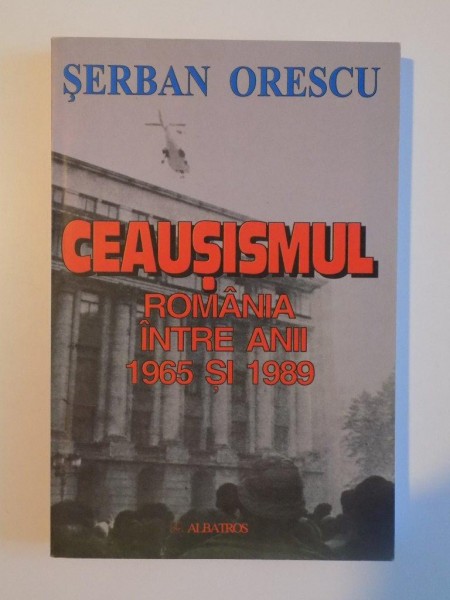 ŞERBAN ORESCU
CEAUŞISMUL
ROMÂNIA
ÎNTRE ANII
1965 ŞI 1989
ALBATROS